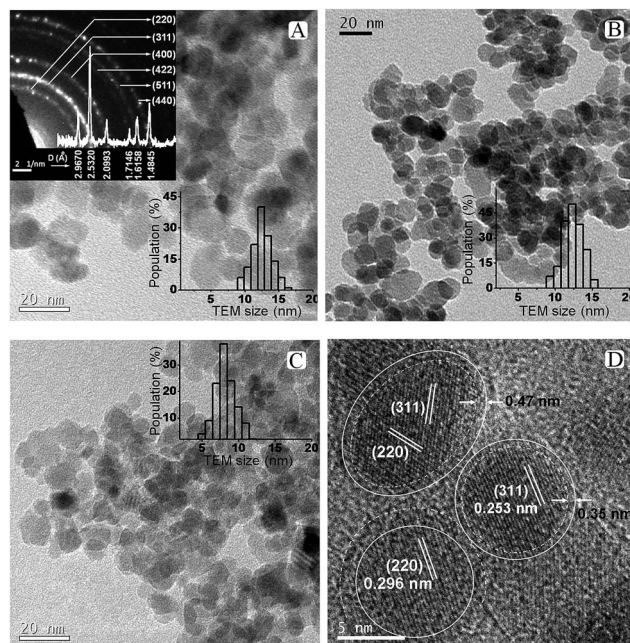 A
(220)
(311)
(400)
(422)
(511)
(440)
2 1/nm
D (Å)
2.9670
2.5320
2.0993
1.7146
1.6158
1.4845
Population (%)
45
30
15
0
5 10 15 20
TEM size (nm)
20 nm
20 nm
B
Population (%)
45
30
15
0
5 10 15 20
TEM size (nm)
C
Population (%)
40
30
20
10
0 5 10 15 20
TEM size (nm)
20 nm
D
(311)
0.47 nm
(220)
(311)
0.253 nm
0.35 nm
(220)
0.296 nm
5 nm